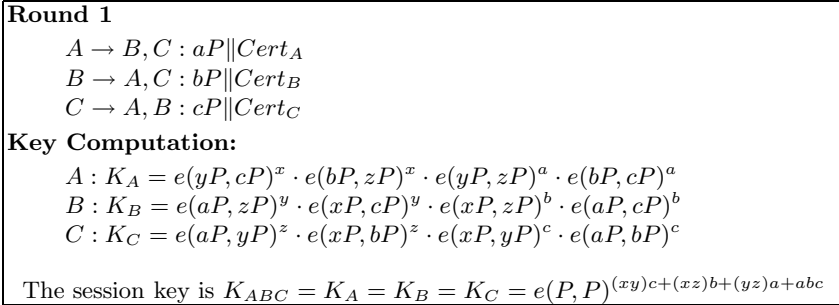 Round 1
A → B, C : aP‖Cert_A
B → A, C : bP‖Cert_B
C → A, B : cP‖Cert_C
Key Computation:
A : K_A = e(yP, cP)^x · e(bP, zP)^x · e(yP, zP)^a · e(bP, cP)^a
B : K_B = e(aP, zP)^y · e(xP, cP)^y · e(xP, zP)^b · e(aP, cP)^b
C : K_C = e(aP, yP)^z · e(xP, bP)^z · e(xP, yP)^c · e(aP, bP)^c
The session key is K_{ABC} = K_A = K_B = K_C = e(P, P)^{(xy)c+(xz)b+(yz)a+abc}